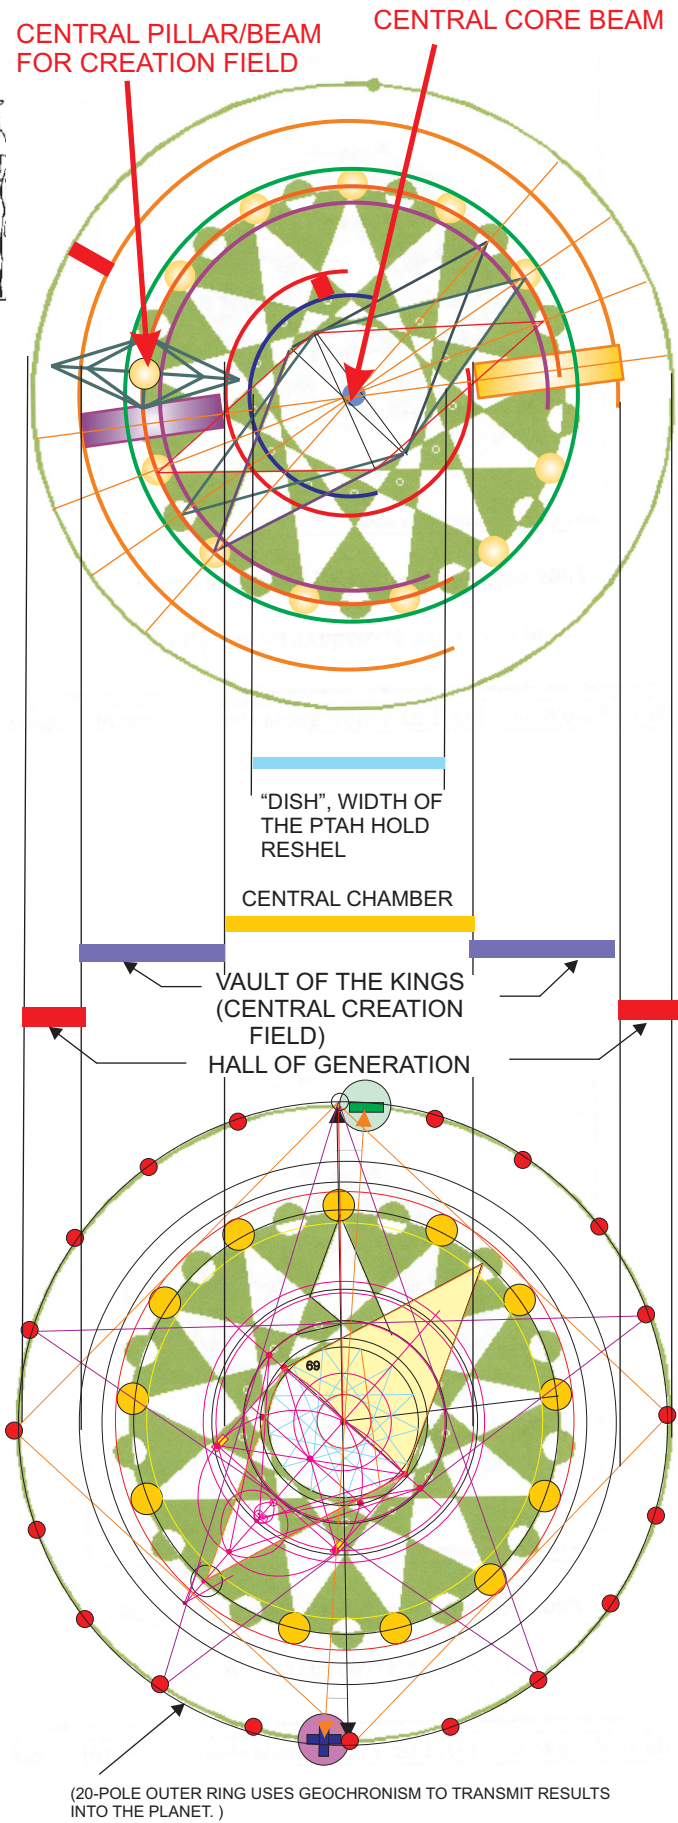 CENTRAL PILLAR/BEAM
FOR CREATION FIELD
CENTRAL CORE BEAM
“DISH”, WIDTH OF
THE PTAH HOLD
RESHEL
CENTRAL CHAMBER
VAULT OF THE KINGS
(CENTRAL CREATION
FIELD)
HALL OF GENERATION
69
(20-POLE OUTER RING USES GEOCHRONISM TO TRANSMIT RESULTS
INTO THE PLANET. )